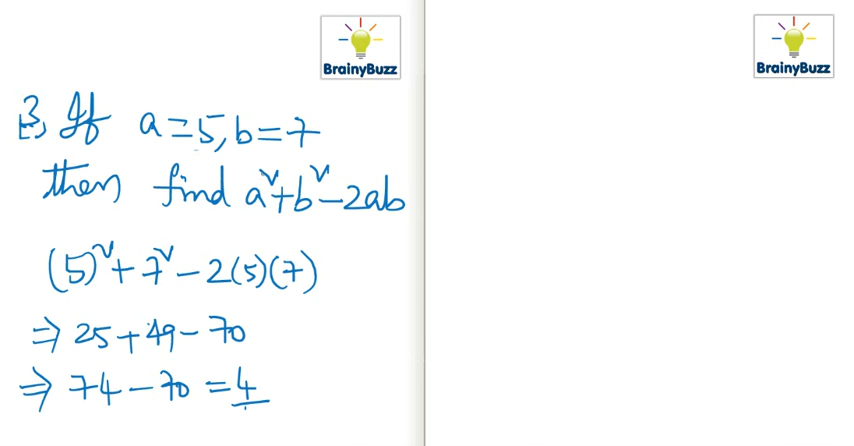 BrainyBuzz
BrainyBuzz
3, If a = 5, b = 7
then find a² + b² - 2ab
(5)² + 7² - 2(5)(7)
⇒ 25 + 49 - 70
⇒ 74 - 70 = 4